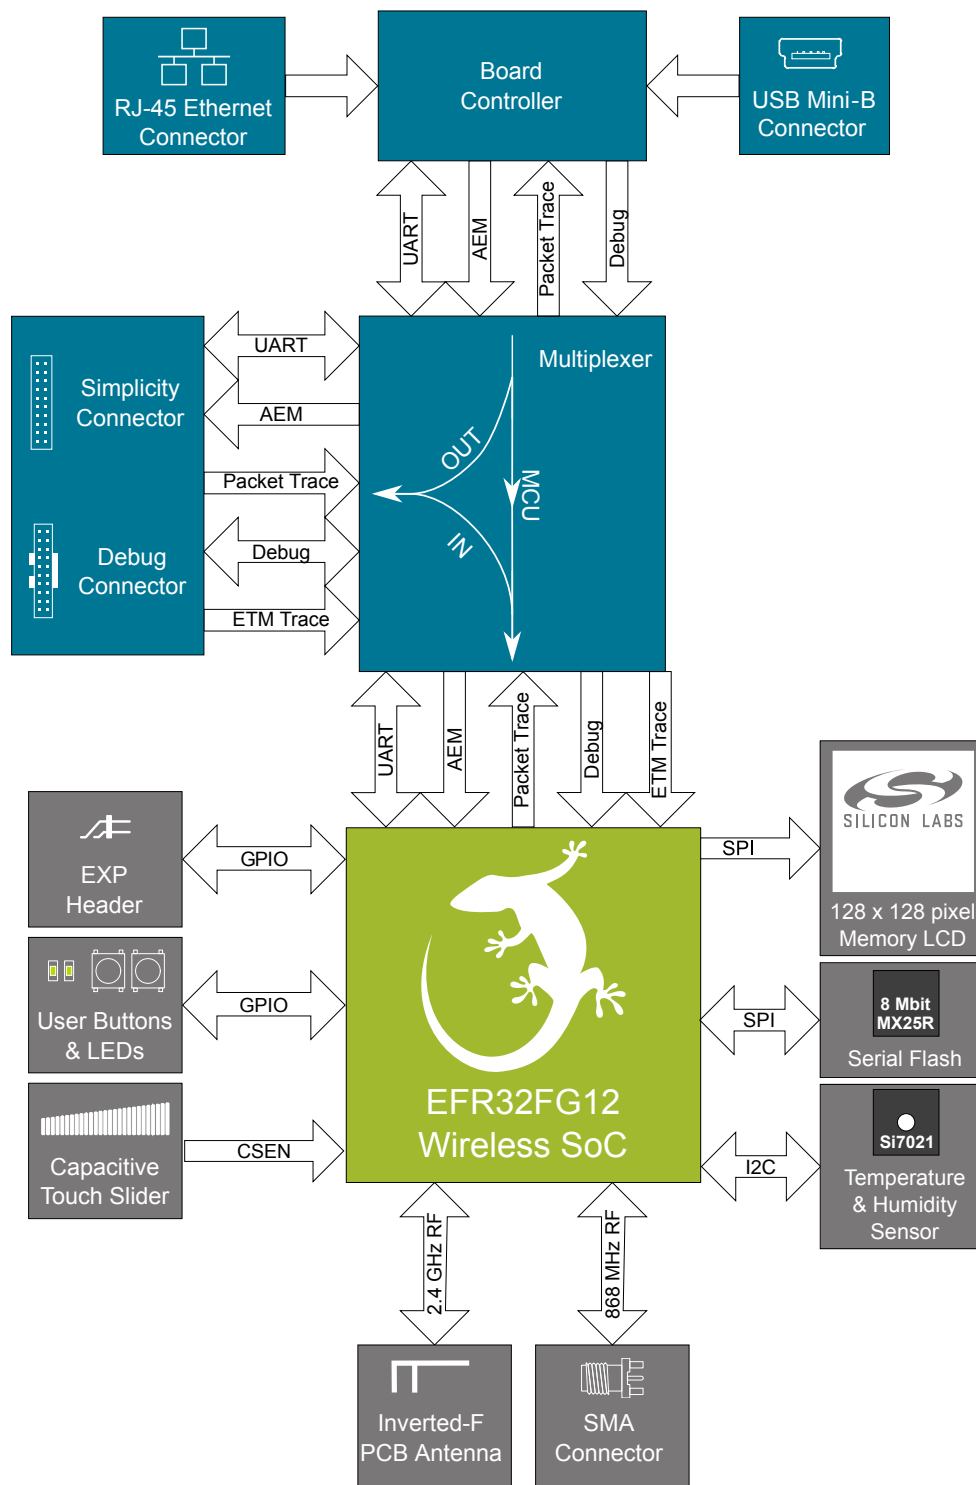 RJ-45 Ethernet
Connector
Board
Controller
USB Mini-B
Connector
UART
AEM
Packet Trace
Debug
Simplicity
Connector
Debug
Connector
UART
AEM
Packet Trace
Debug
ETM Trace
Multiplexer
OUT
MCU
IN
UART
AEM
Packet Trace
Debug
ETM Trace
EXP
Header
GPIO
User Buttons
& LEDs
GPIO
Capacitive
Touch Slider
CSEN
EFR32FG12
Wireless SoC
SPI
SILICON LABS
128 x 128 pixel
Memory LCD
SPI
8 Mbit
MX25R
Serial Flash
I2C
Si7021
Temperature
& Humidity
Sensor
2.4 GHz RF
868 MHz RF
Inverted-F
PCB Antenna
SMA
Connector